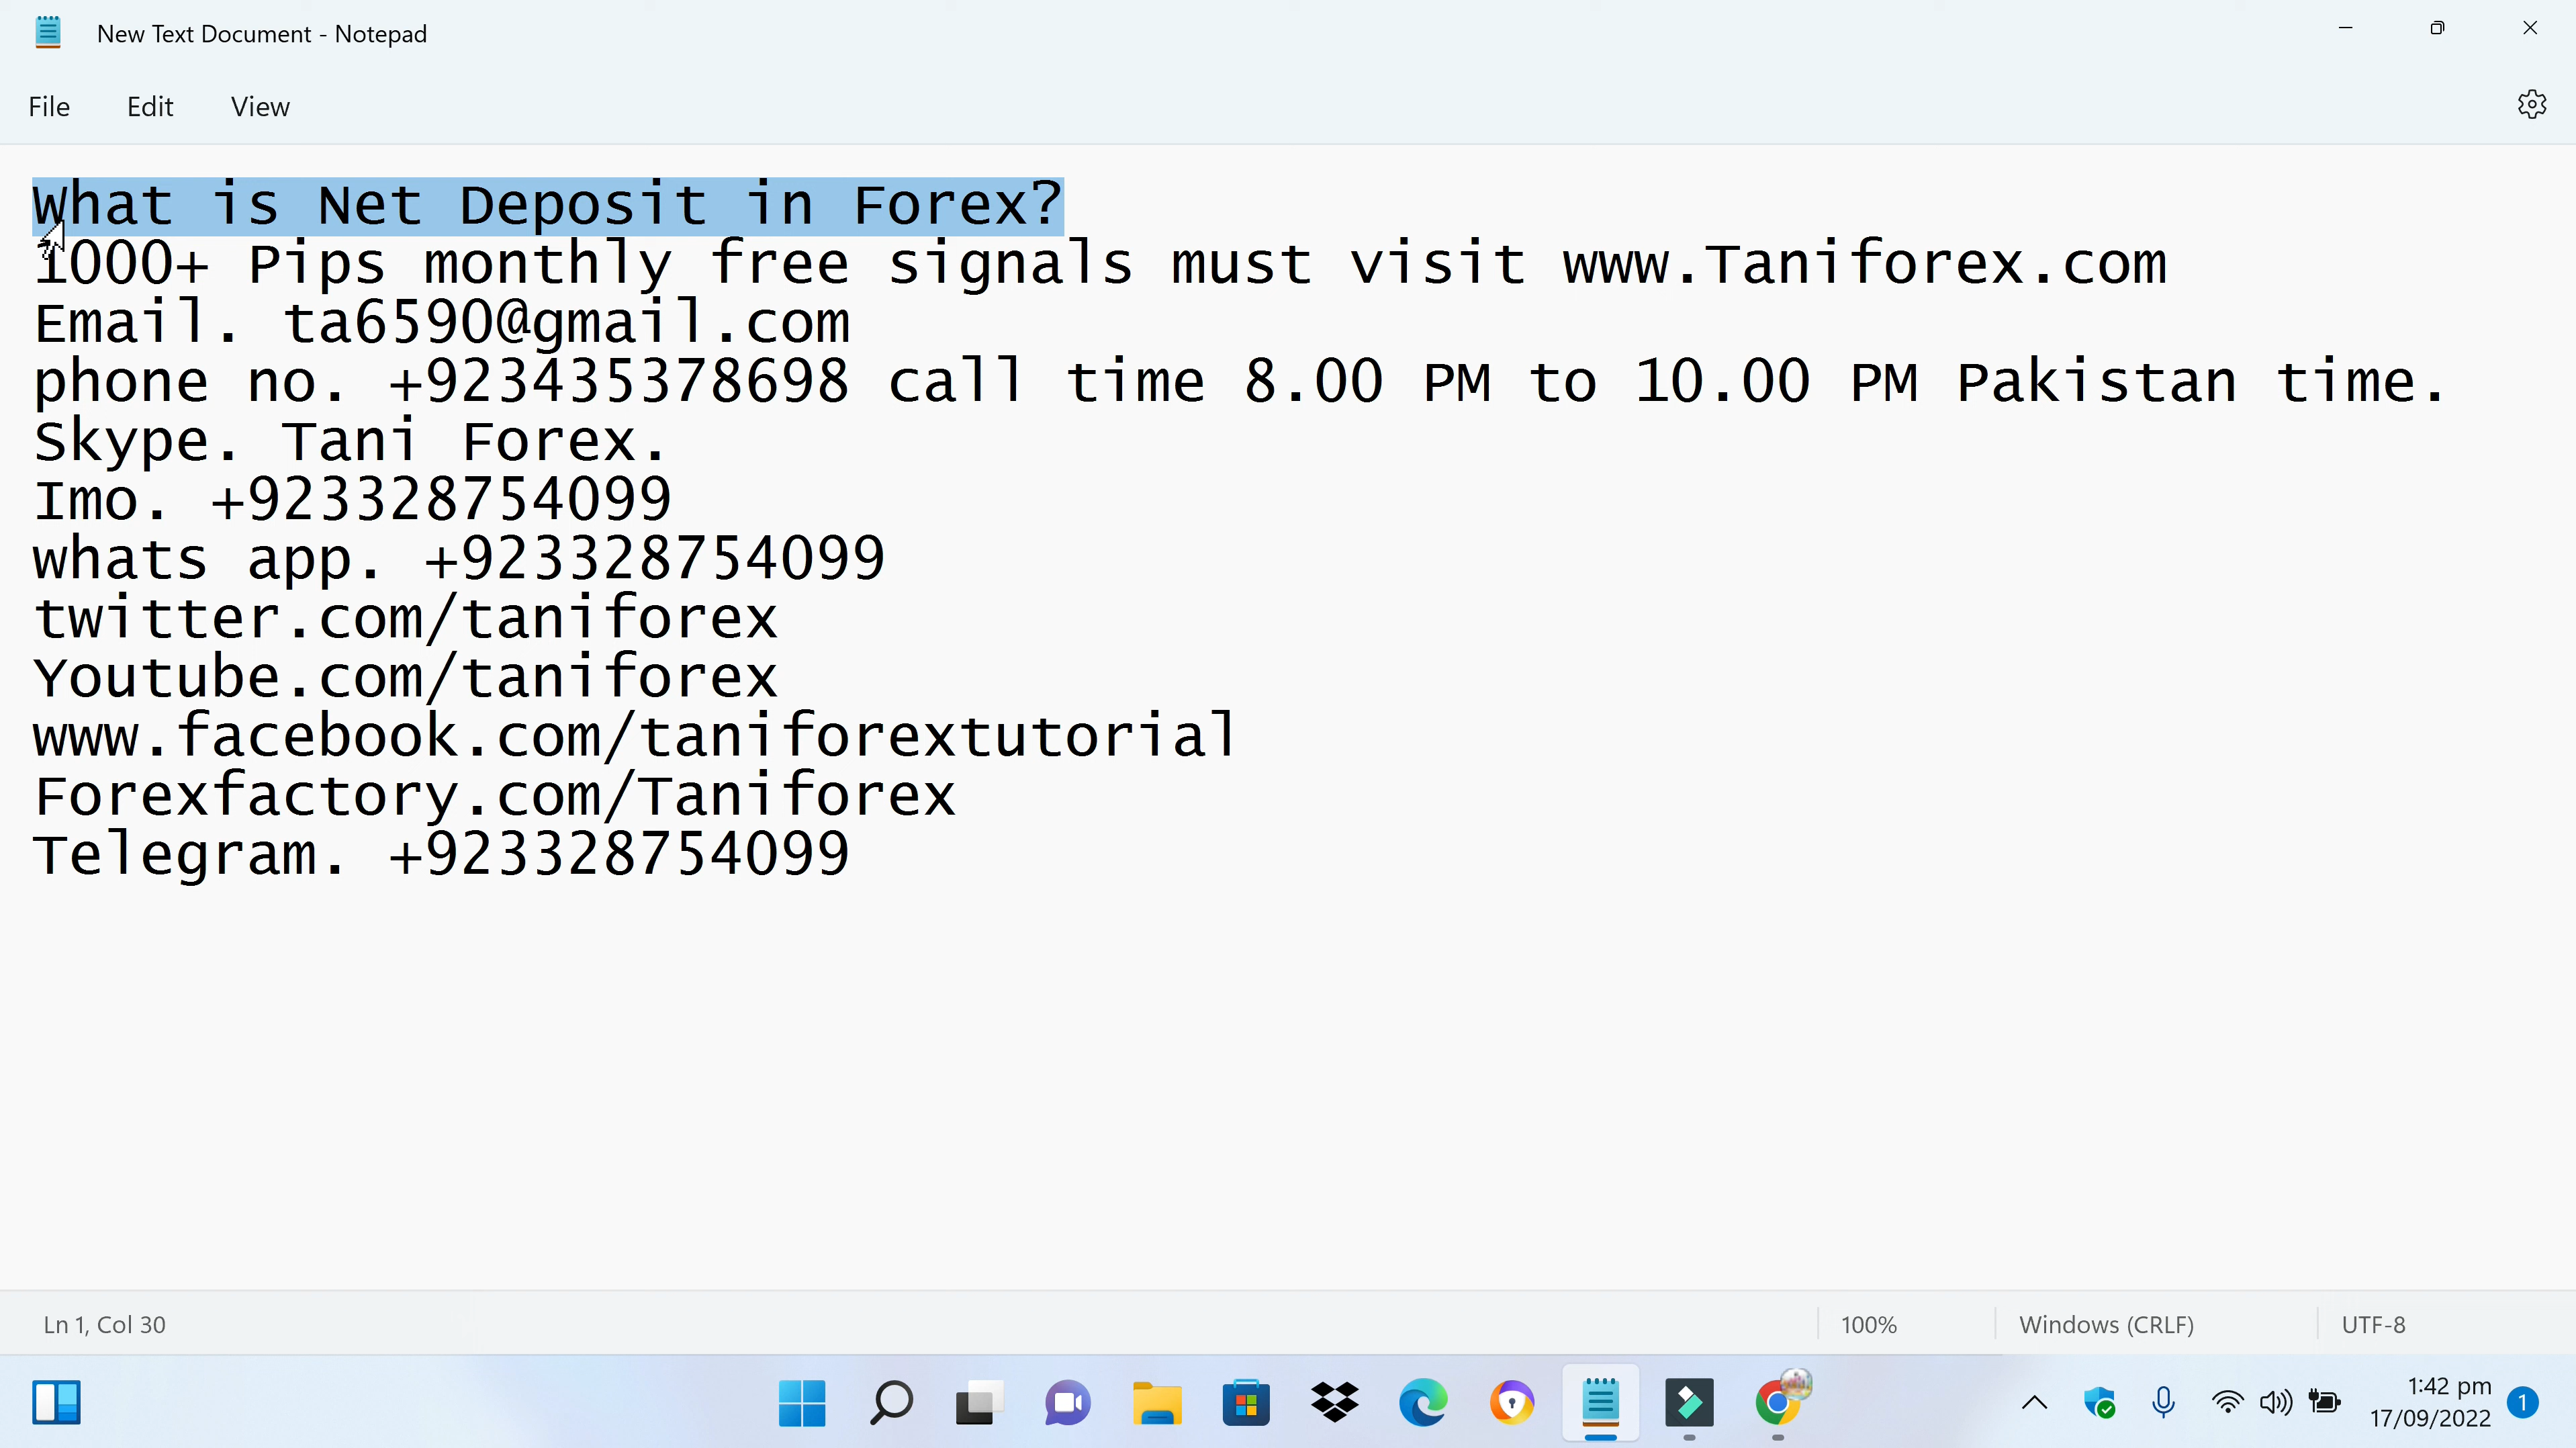 New Text Document - Notepad
File Edit View
What is Net Deposit in Forex?
1000+ Pips monthly free signals must visit www.Taniforex.com
Email. ta6590@gmail.com
phone no. +923435378698 call time 8.00 PM to 10.00 PM Pakistan time.
Skype. Tani Forex.
Imo. +923328754099
whats app. +923328754099
twitter.com/taniforex
Youtube.com/taniforex
www.facebook.com/taniforextutorial
Forexfactory.com/Taniforex
Telegram. +923328754099
Ln 1, Col 30 100% Windows (CRLF) UTF-8
1:42 pm
17/09/2022 1